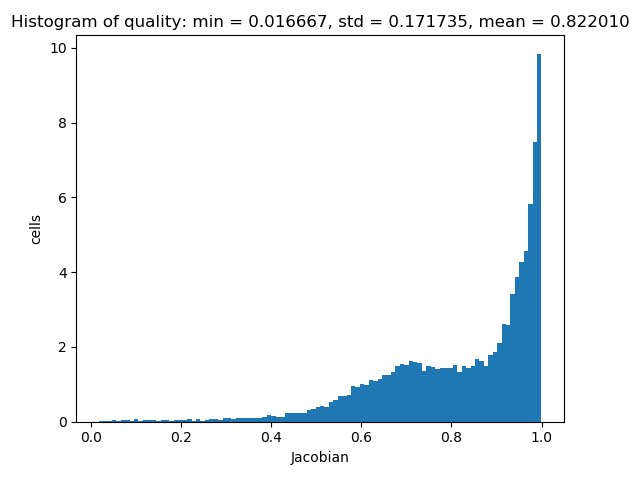 Histogram of quality: min = 0.016667, std = 0.171735, mean = 0.822010
10
8
6
4
2
0
cells
0.0 0.2 0.4 0.6 0.8 1.0
Jacobian